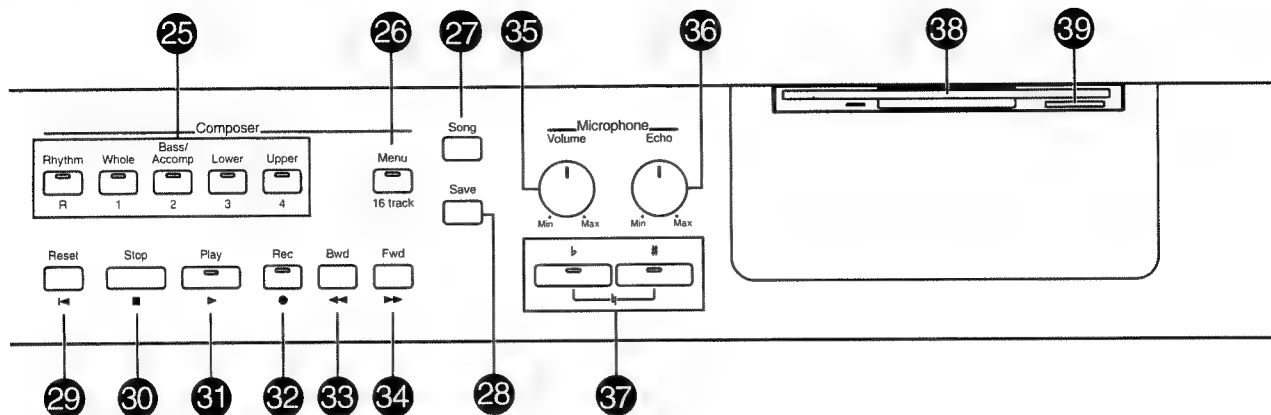 25 26 27 35 36 38 39
Composer
Rhythm Whole Bass/
Accomp Lower Upper
R 1 2 3 4
Menu
16 track
Song
Save
Microphone
Volume Echo
Min Max Min Max
♭ #
♮
Reset Stop Play Rec Bwd Fwd
29 30 31 32 33 34 28 37